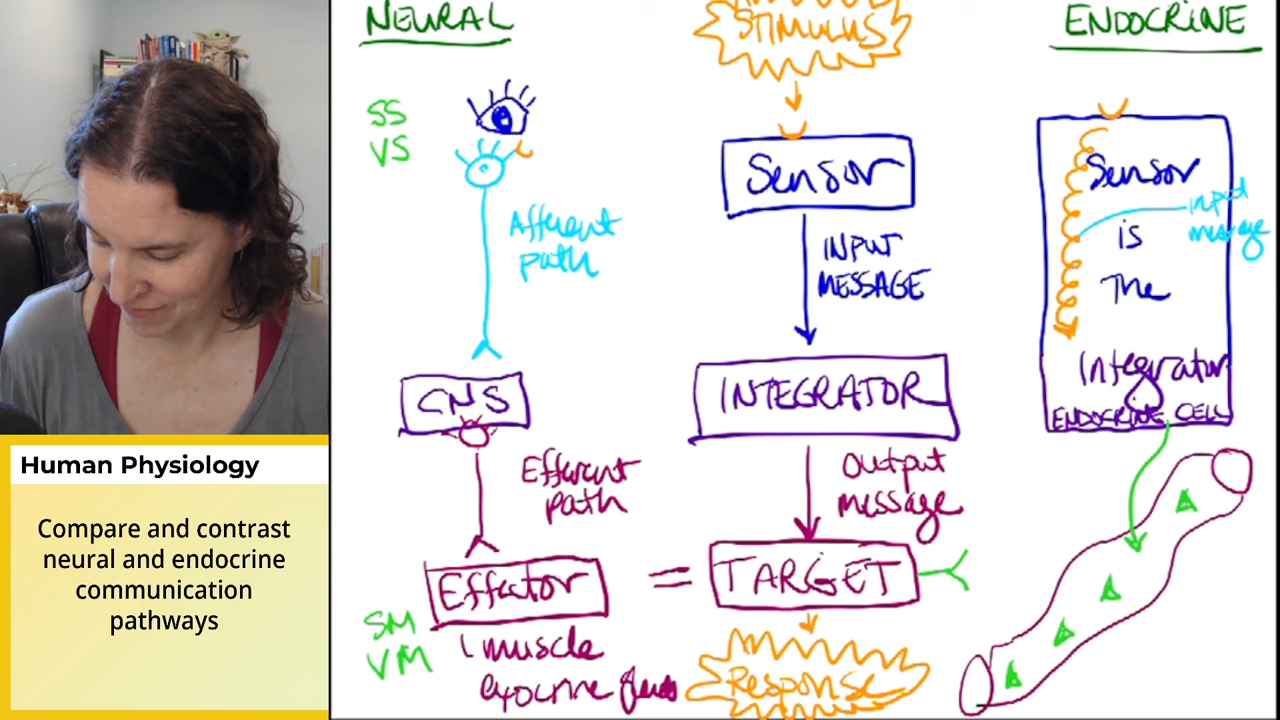 NEURAL
STIMULUS
ENDOCRINE
SS
VS
Sensor
Afferent
path
INPUT
MESSAGE
Sensor
is
The
Integrator
ENDOCRINE CELL
input
message
CNS
INTEGRATOR
Efferent
path
Output
message
Effector
=
TARGET
SM
VM
muscle
exocrine glands
Response
Human Physiology
Compare and contrast
neural and endocrine
communication
pathways